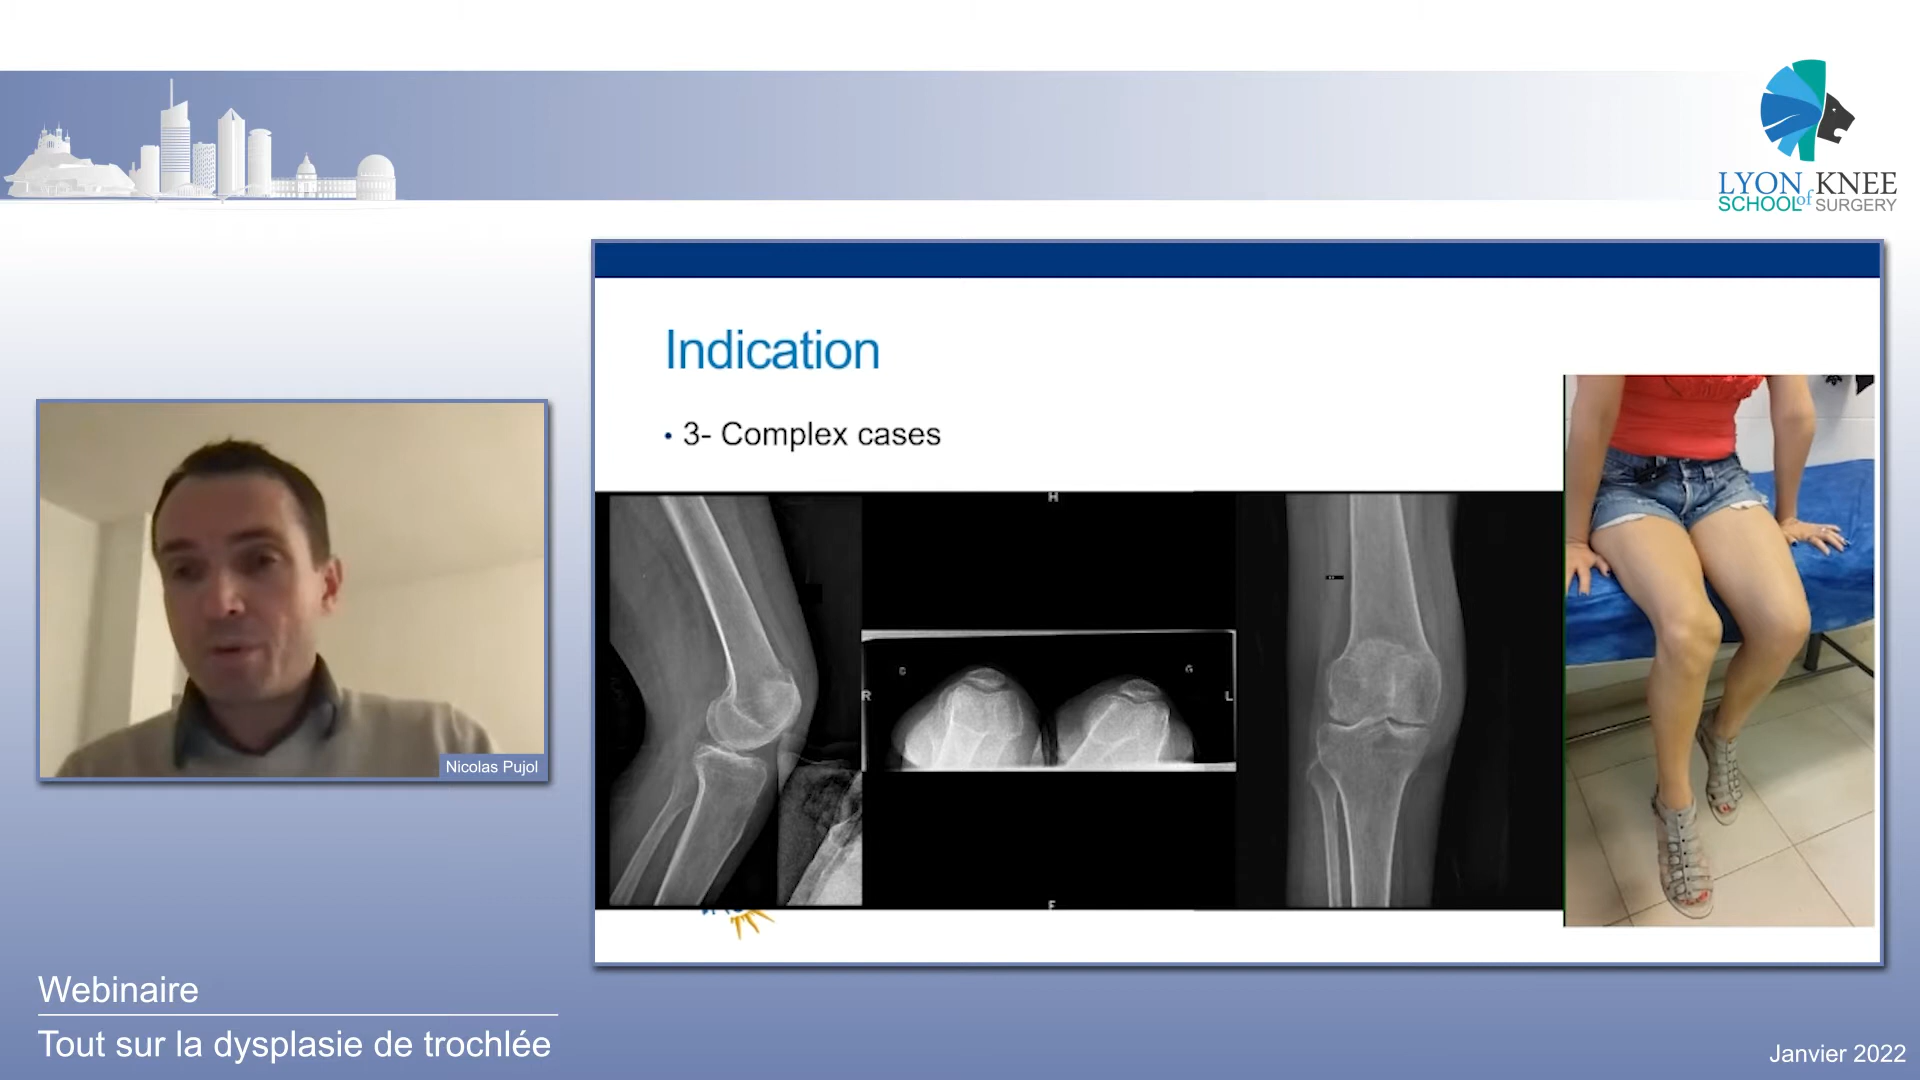 LYON KNEE
SCHOOL of SURGERY
Indication
• 3- Complex cases
H
G
G
R
L
F
Nicolas Pujol
Webinaire
Tout sur la dysplasie de trochlée
Janvier 2022